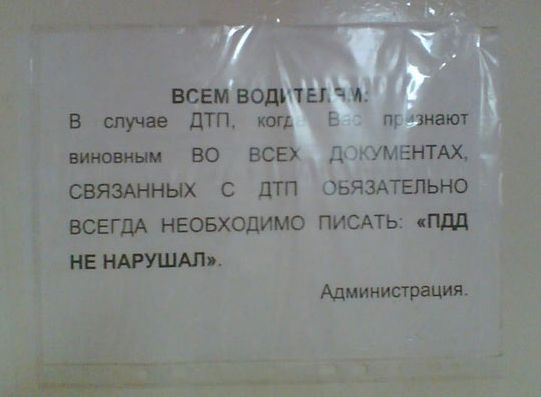 ВСЕМ ВОДИТЕЛЯМ:
В случае ДТП, когда Вас признают
виновным ВО ВСЕХ ДОКУМЕНТАХ,
СВЯЗАННЫХ С ДТП ОБЯЗАТЕЛЬНО
ВСЕГДА НЕОБХОДИМО ПИСАТЬ: «ПДД
НЕ НАРУШАЛ».
Администрация.